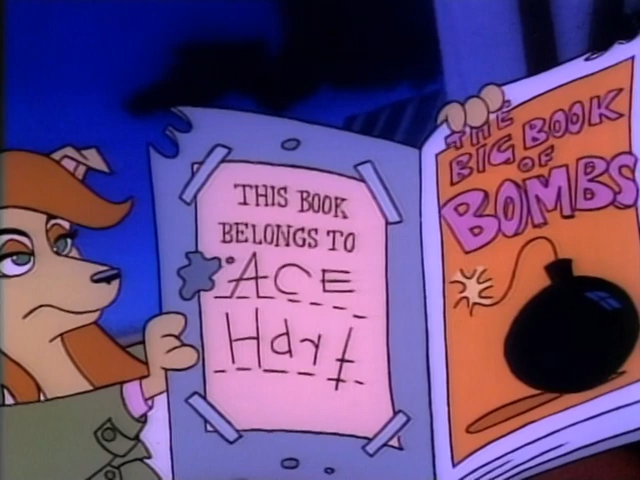 THIS BOOK
BELONGS TO
ACE
Hart
THE
BIG BOOK
OF
BOMBS